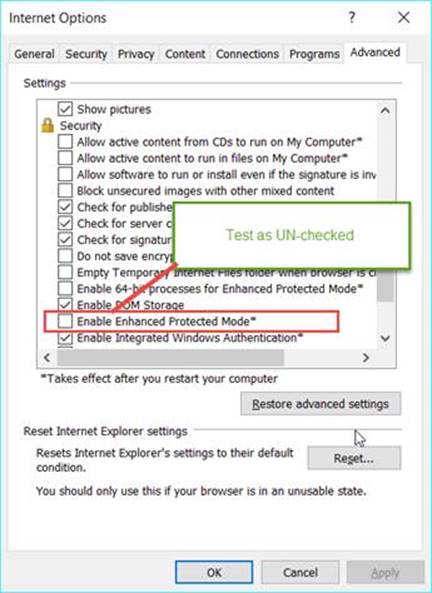 Internet Options
General Security Privacy Content Connections Programs Advanced
Settings
Show pictures
Security
Allow active content from CDs to run on My Computer*
Allow active content to run in files on My Computer*
Allow software to run or install even if the signature is inv
Block unsecured images with other mixed content
Check for publishe
Check for server c
Check for signatur
Do not save encryp
Test as UN-checked
Empty Temporary Internet Files folder when browser is cl
Enable 64-bit processes for Enhanced Protected Mode*
Enable DOM Storage
Enable Enhanced Protected Mode*
Enable Integrated Windows Authentication*
*Takes effect after you restart your computer
Restore advanced settings
Reset Internet Explorer settings
Resets Internet Explorer's settings to their default
condition.
Reset...
You should only use this if your browser is in an unusable state.
OK Cancel Apply